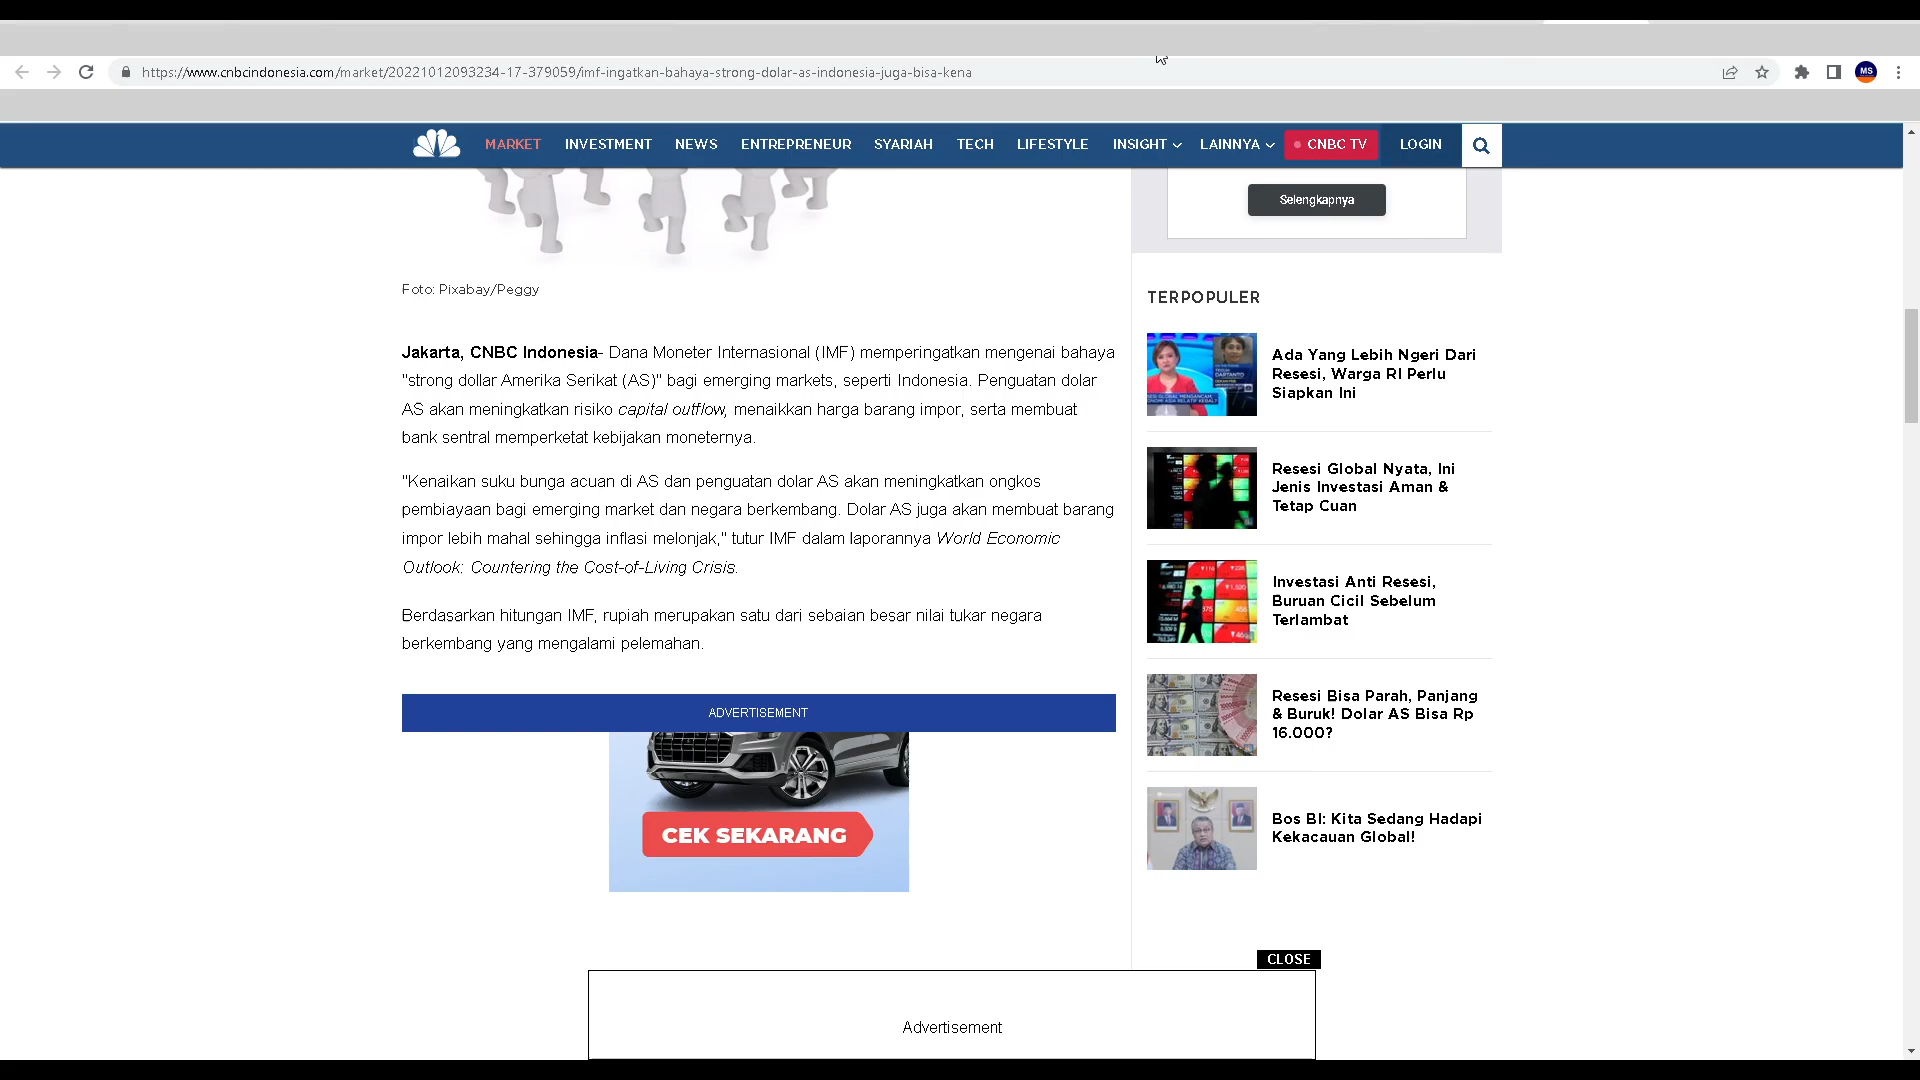 https://www.cnbcindonesia.com/market/20221012093234-17-379059/imf-ingatkan-bahaya-strong-dolar-as-indonesia-juga-bisa-kena
MS
MARKET INVESTMENT NEWS ENTREPRENEUR SYARIAH TECH LIFESTYLE INSIGHT LAINNYA CNBC TV LOGIN
Foto: Pixabay/Peggy
Jakarta, CNBC Indonesia- Dana Moneter Internasional (IMF) memperingatkan mengenai bahaya
"strong dollar Amerika Serikat (AS)" bagi emerging markets, seperti Indonesia. Penguatan dolar
AS akan meningkatkan risiko capital outflow, menaikkan harga barang impor, serta membuat
bank sentral memperketat kebijakan moneternya.
"Kenaikan suku bunga acuan di AS dan penguatan dolar AS akan meningkatkan ongkos
pembiayaan bagi emerging market dan negara berkembang. Dolar AS juga akan membuat barang
impor lebih mahal sehingga inflasi melonjak," tutur IMF dalam laporannya World Economic
Outlook: Countering the Cost-of-Living Crisis.
Berdasarkan hitungan IMF, rupiah merupakan satu dari sebaian besar nilai tukar negara
berkembang yang mengalami pelemahan.
ADVERTISEMENT
CEK SEKARANG
Selengkapnya
TERPOPULER
Ada Yang Lebih Ngeri Dari
Resesi, Warga RI Perlu
Siapkan Ini
Resesi Global Nyata, Ini
Jenis Investasi Aman &
Tetap Cuan
Investasi Anti Resesi,
Buruan Cicil Sebelum
Terlambat
Resesi Bisa Parah, Panjang
& Buruk! Dolar AS Bisa Rp
16.000?
Bos BI: Kita Sedang Hadapi
Kekacauan Global!
CLOSE
Advertisement